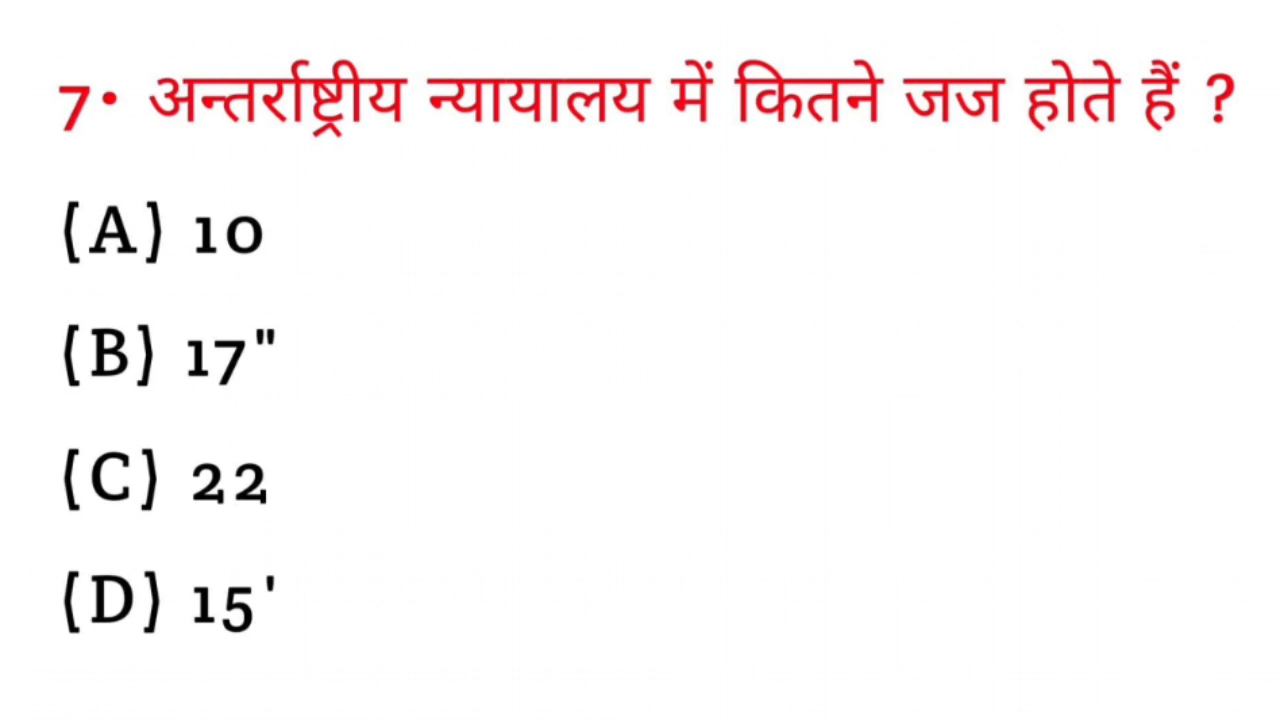 7• अन्तर्राष्ट्रीय न्यायालय में कितने जज होते हैं ?
(A) 10
(B) 17"
(C) 22
(D) 15'